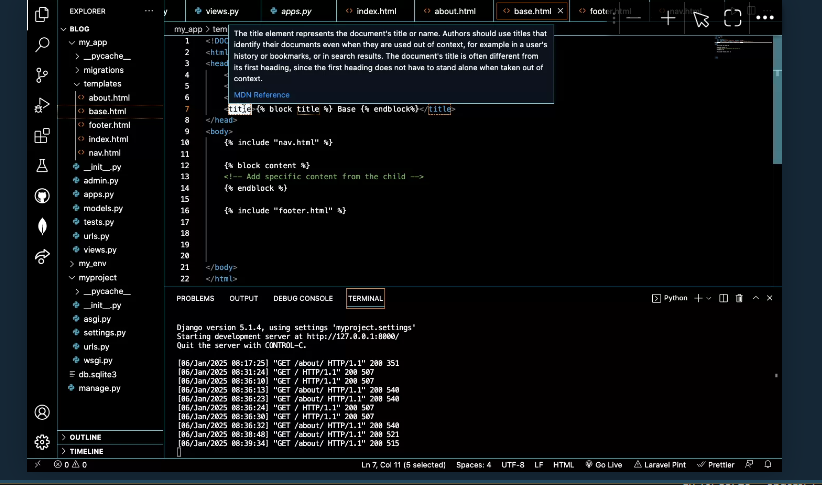 EXPLORER ...
y views.py apps.py index.html about.html base.html × foote nav.html
BLOG
my_app
__pycache__
migrations
templates
about.html
base.html
footer.html
index.html
nav.html
__init__.py
admin.py
apps.py
models.py
tests.py
urls.py
views.py
my_env
myproject
__pycache__
__init__.py
asgi.py
settings.py
urls.py
wsgi.py
db.sqlite3
manage.py
OUTLINE
TIMELINE
my_app > tem
The title element represents the document's title or name. Authors should use titles that
identify their documents even when they are used out of context, for example in a user's
history or bookmarks, or in search results. The document's title is often different from
its first heading, since the first heading does not have to stand alone when taken out of
context.
MDN Reference
1 <!DOC
2 <html
3 <hea
4 <
5 <
6 <
7 <title>{% block title %} Base {% endblock%}</title>
8 </head>
9 <body>
10 {% include "nav.html" %}
11
12 {% block content %}
13 <!-- Add specific content from the child -->
14 {% endblock %}
15
16 {% include "footer.html" %}
17
18
19
20
21 </body>
22 </html>
PROBLEMS OUTPUT DEBUG CONSOLE TERMINAL Python
Django version 5.1.4, using settings 'myproject.settings'
Starting development server at http://127.0.0.1:8000/
Quit the server with CONTROL-C.
[06/Jan/2025 08:17:25] "GET /about/ HTTP/1.1" 200 351
[06/Jan/2025 08:31:24] "GET / HTTP/1.1" 200 507
[06/Jan/2025 08:36:10] "GET / HTTP/1.1" 200 507
[06/Jan/2025 08:36:13] "GET /about/ HTTP/1.1" 200 540
[06/Jan/2025 08:36:23] "GET /about/ HTTP/1.1" 200 540
[06/Jan/2025 08:36:24] "GET / HTTP/1.1" 200 507
[06/Jan/2025 08:36:30] "GET / HTTP/1.1" 200 507
[06/Jan/2025 08:36:32] "GET /about/ HTTP/1.1" 200 540
[06/Jan/2025 08:38:48] "GET /about/ HTTP/1.1" 200 521
[06/Jan/2025 08:39:34] "GET /about/ HTTP/1.1" 200 515
0 0 Ln 7, Col 11 (5 selected) Spaces: 4 UTF-8 LF HTML Go Live Laravel Pint Prettier